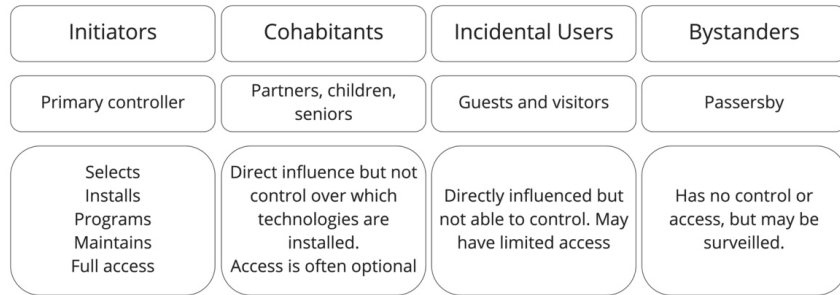 Initiators
Cohabitants
Incidental Users
Bystanders
Primary controller
Partners, children,
seniors
Guests and visitors
Passersby
Selects
Installs
Programs
Maintains
Full access
Direct influence but not
control over which
technologies are
installed.
Access is often optional
Directly influenced but
not able to control. May
have limited access
Has no control or
access, but may be
surveilled.